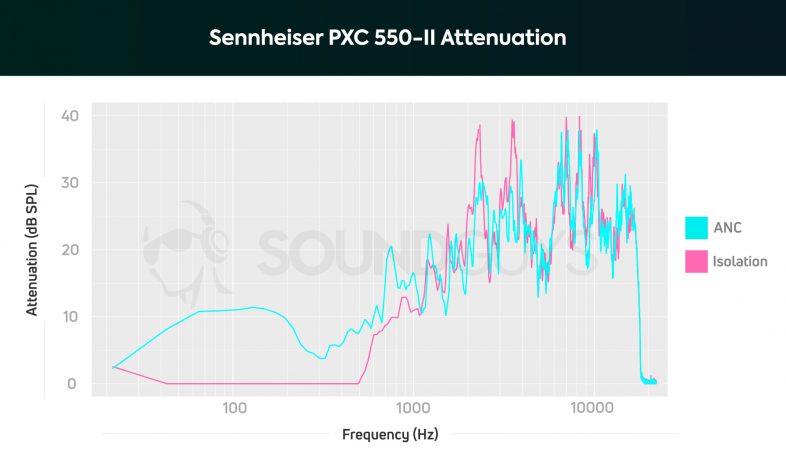 Sennheiser PXC 550-II Attenuation
40
30
20
10
0
Attenuation (dB SPL)
SOUNDGUYS
100
1000
10000
Frequency (Hz)
ANC
Isolation